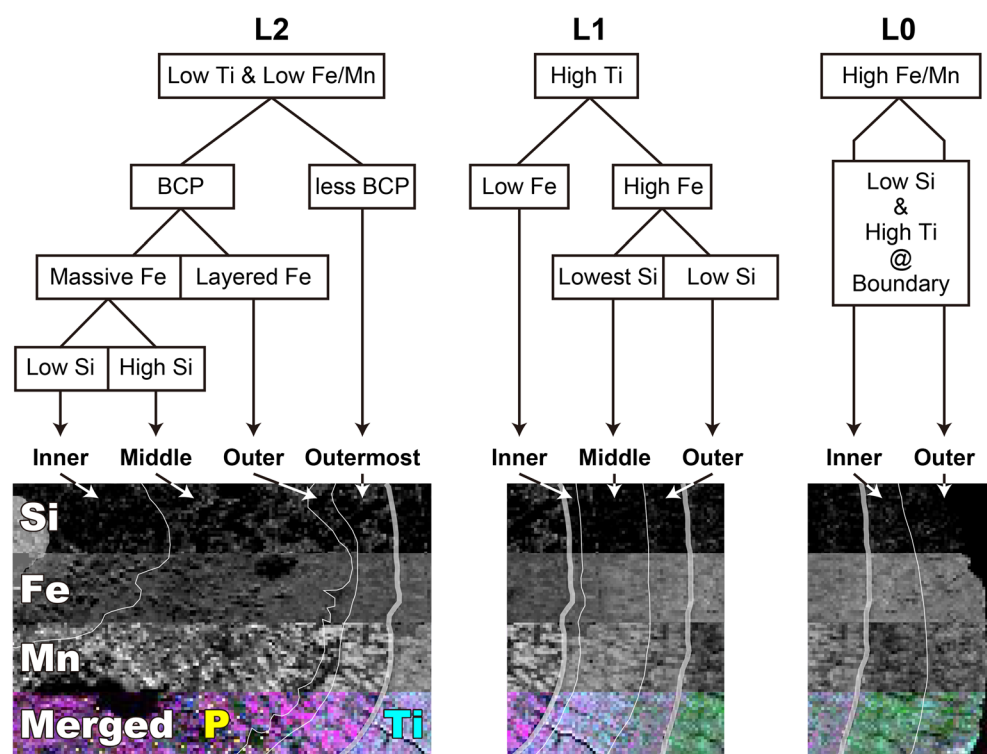 L2
L1
L0
Low Ti & Low Fe/Mn
High Ti
High Fe/Mn
BCP
less BCP
Low Fe
High Fe
Low Si
&
High Ti
@
Boundary
Massive Fe
Layered Fe
Lowest Si
Low Si
Low Si
High Si
Inner
Middle
Outer
Outermost
Inner
Middle
Outer
Inner
Outer
Si
Fe
Mn
Merged
P
Ti